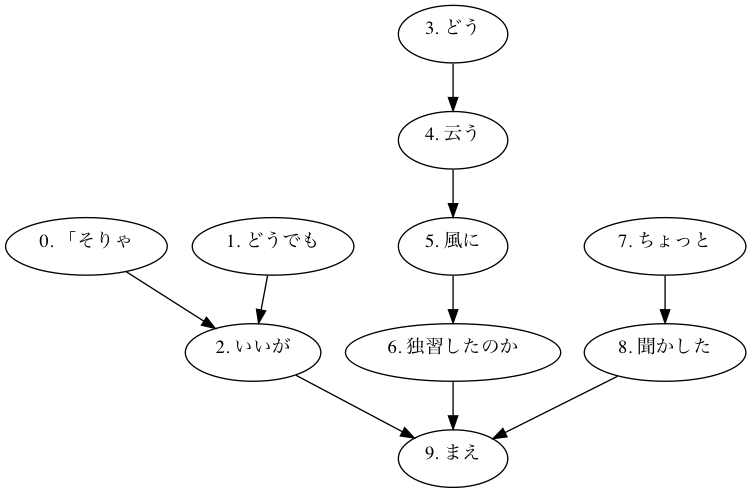 3. どう
4. 云う
0. 「そりゃ
1. どうでも
5. 風に
7. ちょっと
2. いいが
6. 独習したのか
8. 聞かした
9. まえ